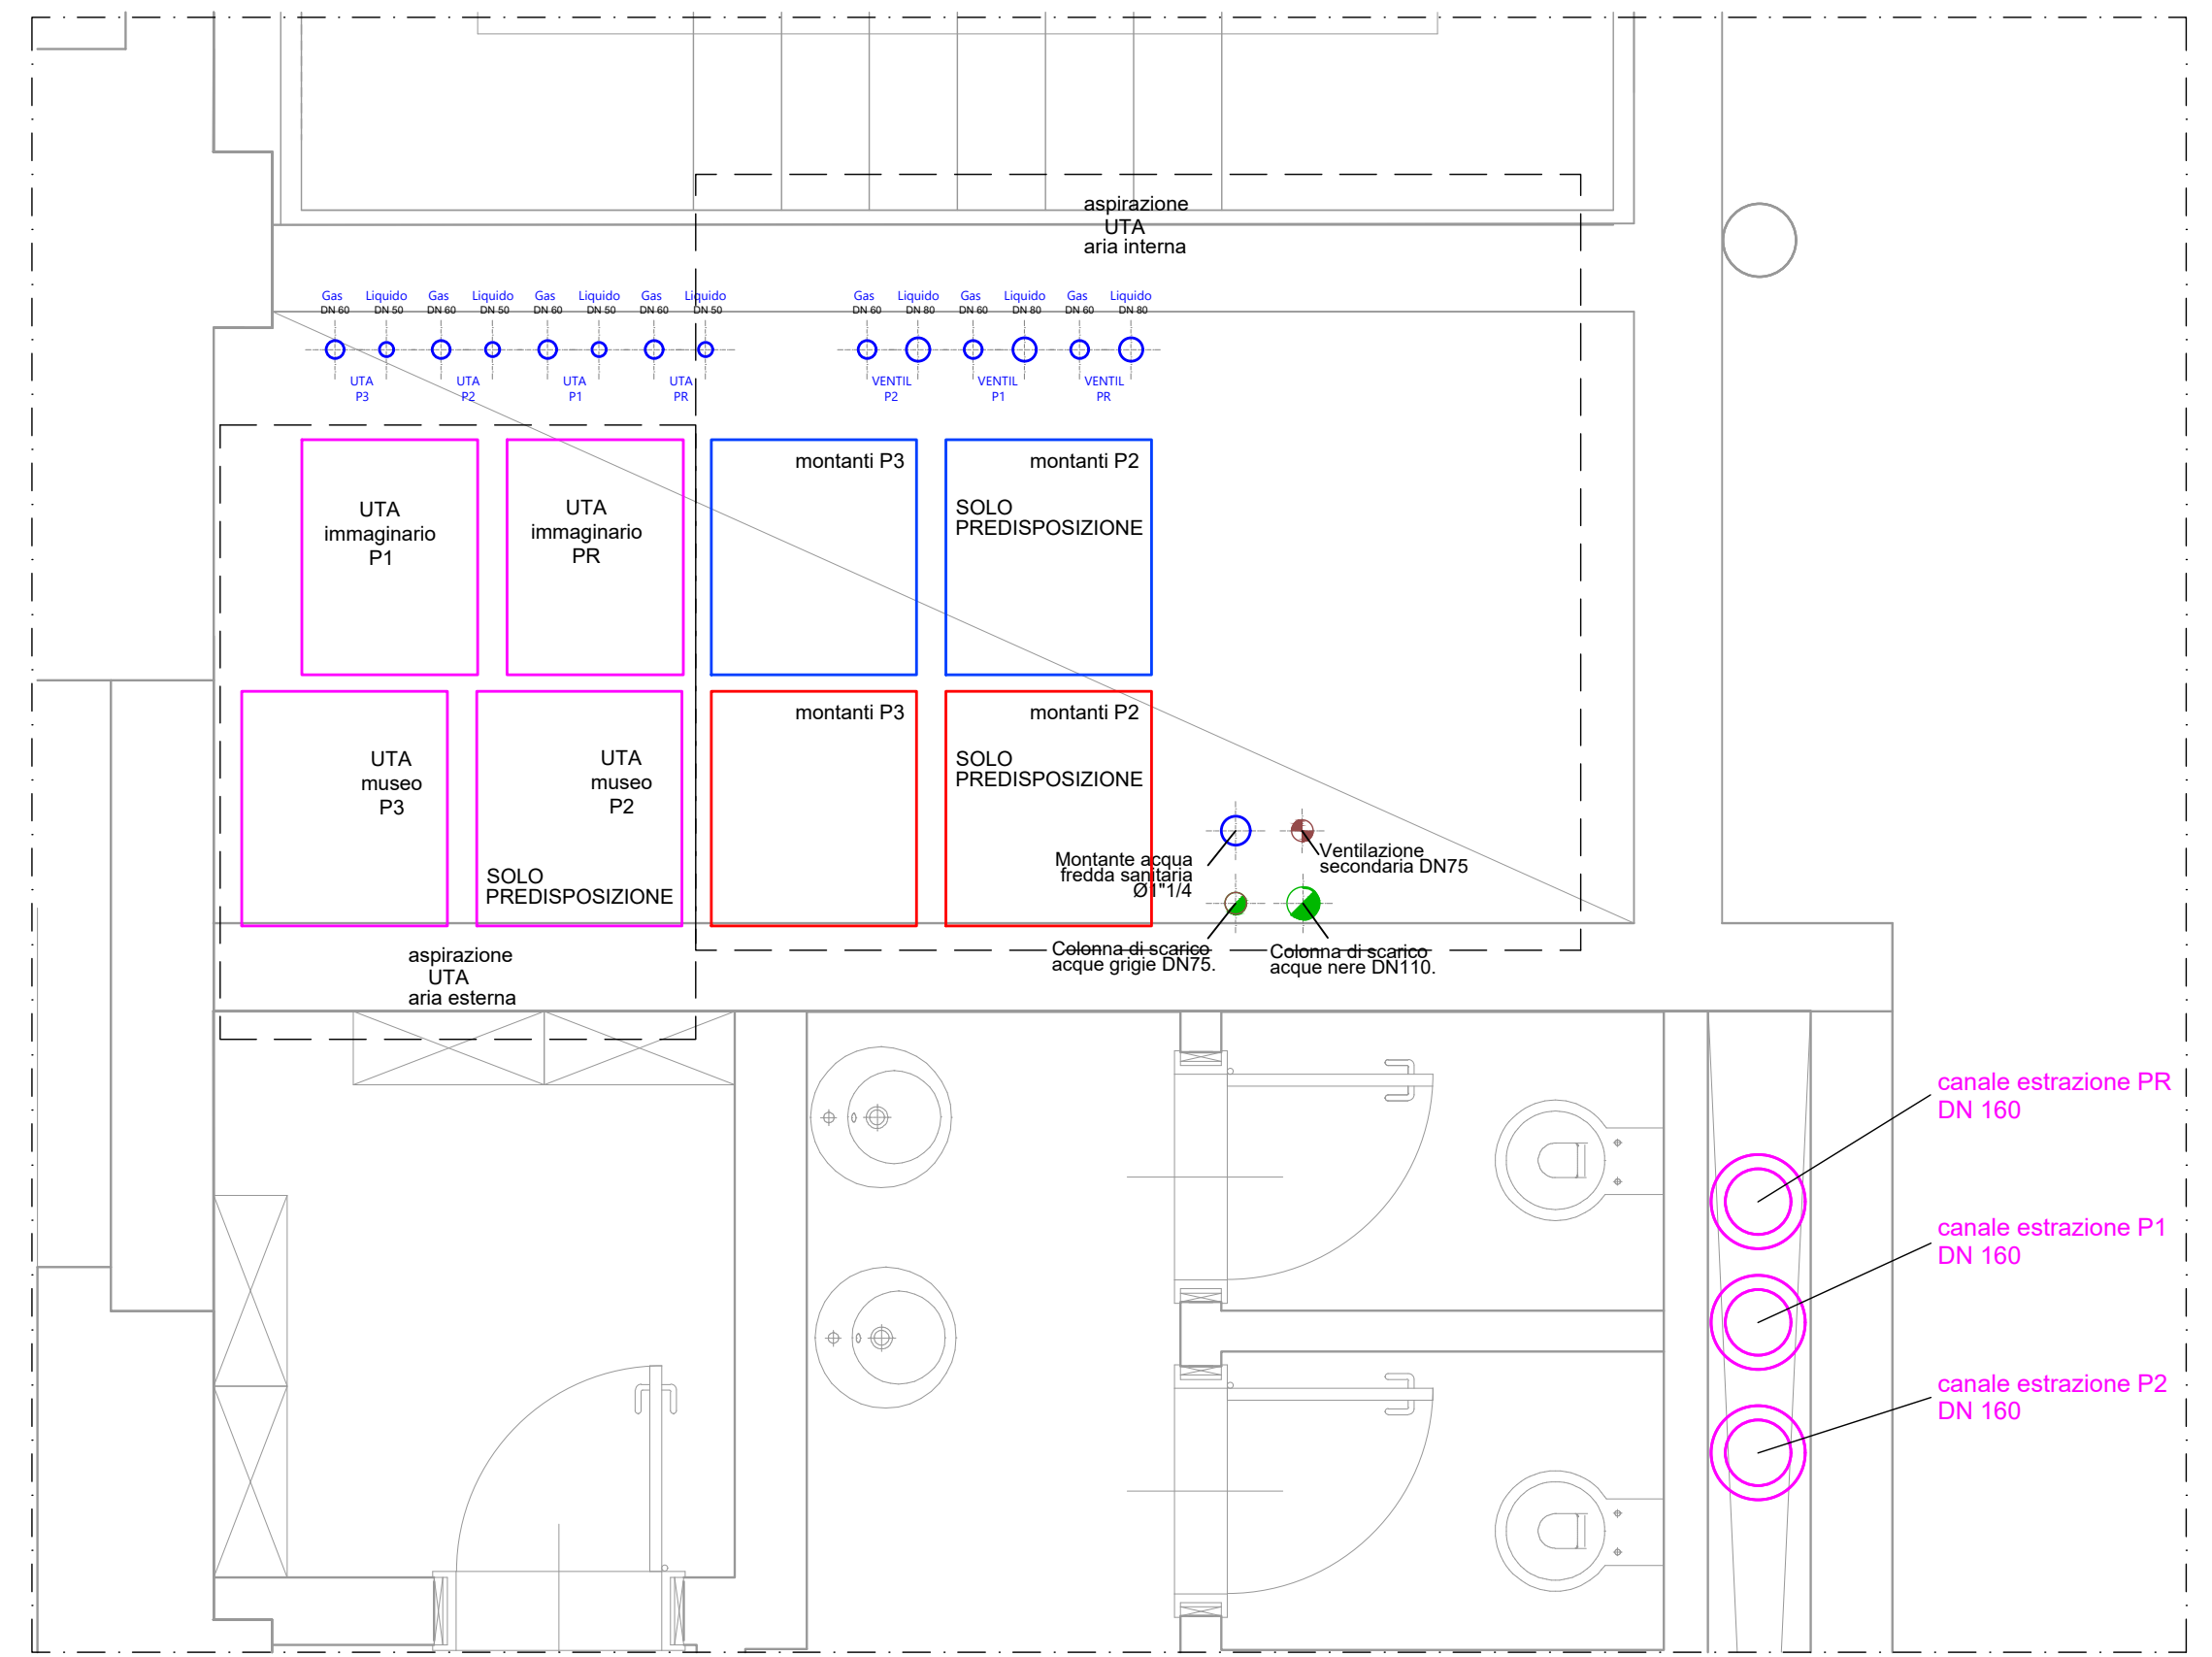 aspirazione
UTA
aria interna
Gas Liquido Gas Liquido Gas Liquido Gas Liquido Gas Liquido Gas Liquido Gas Liquido
DN 60 DN 50 DN 60 DN 50 DN 60 DN 50 DN 60 DN 50 DN 60 DN 80 DN 60 DN 80 DN 60 DN 80
UTA UTA UTA UTA VENTIL VENTIL VENTIL
P3 P2 P1 PR P2 P1 PR
UTA
immaginario
P1
UTA
immaginario
PR
montanti P3
montanti P2
SOLO
PREDISPOSIZIONE
UTA
museo
P3
UTA
museo
P2
SOLO
PREDISPOSIZIONE
montanti P3
montanti P2
SOLO
PREDISPOSIZIONE
Montante acqua
fredda sanitaria
Ø1"1/4
Ventilazione
secondaria DN75
Colonna di scarico
acque grigie DN75.
Colonna di scarico
acque nere DN110.
aspirazione
UTA
aria esterna
canale estrazione PR
DN 160
canale estrazione P1
DN 160
canale estrazione P2
DN 160